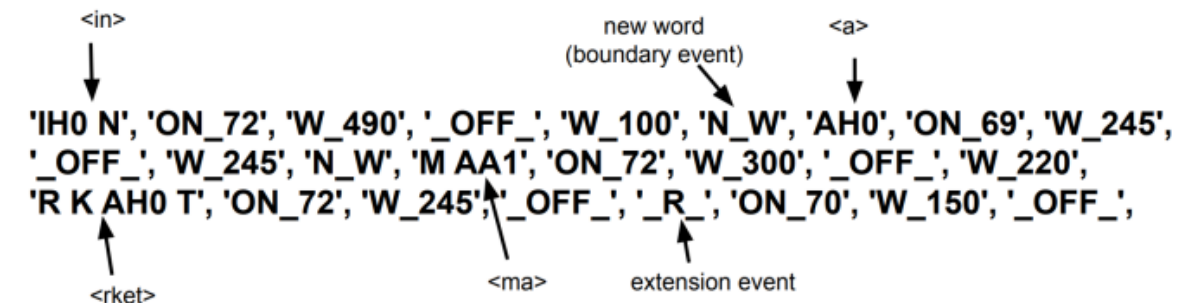 <in>
new word
(boundary event)
<a>
'IH0 N', 'ON_72', 'W_490', '_OFF_', 'W_100', 'N_W', 'AH0', 'ON_69', 'W_245',
'_OFF_', 'W_245', 'N_W', 'M AA1', 'ON_72', 'W_300', '_OFF_', 'W_220',
'R K AH0 T', 'ON_72', 'W_245', '_OFF_', '_R_', 'ON_70', 'W_150', '_OFF_',
<rket>
<ma>
extension event